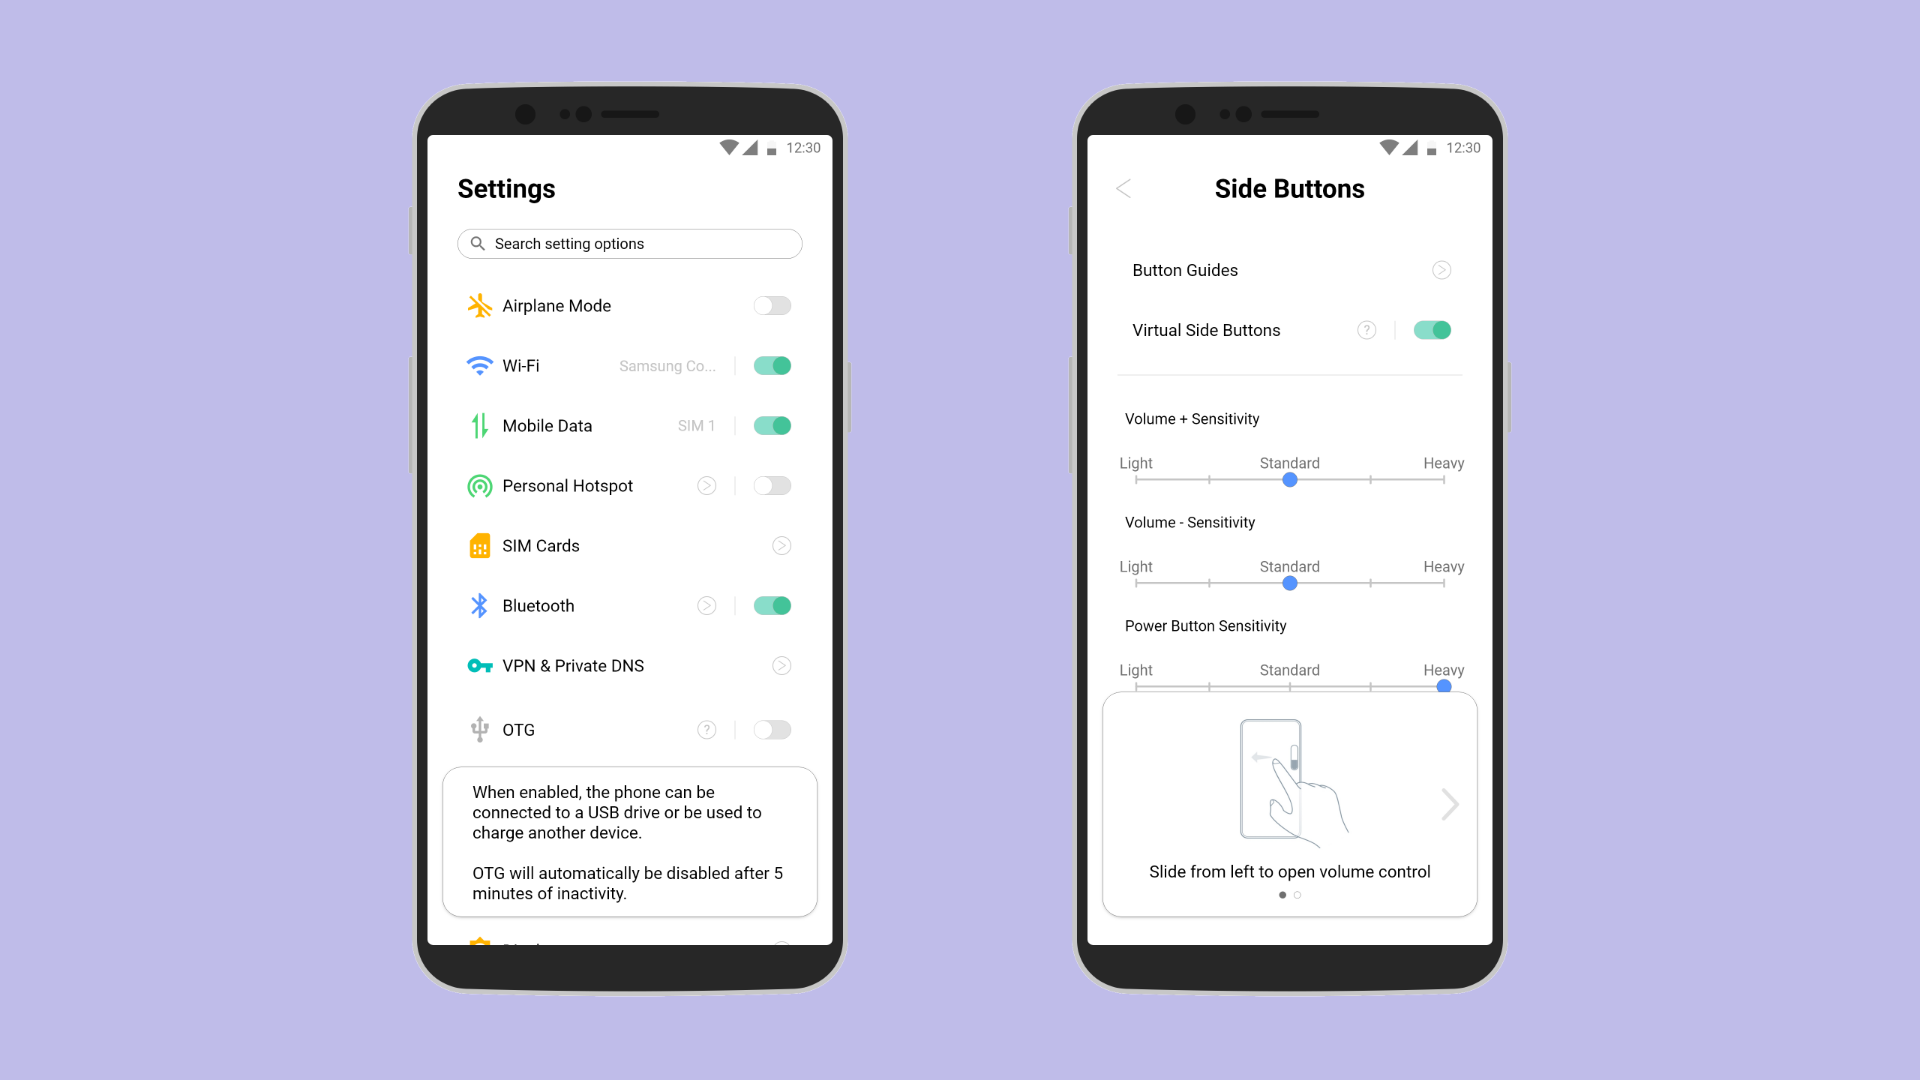 12:30
Settings
Search setting options
Airplane Mode
Wi-Fi Samsung Co...
Mobile Data SIM 1
Personal Hotspot
SIM Cards
Bluetooth
VPN & Private DNS
OTG ?
When enabled, the phone can be
connected to a USB drive or be used to
charge another device.
OTG will automatically be disabled after 5
minutes of inactivity.
12:30
Side Buttons
Button Guides
Virtual Side Buttons ?
Volume + Sensitivity
Light Standard Heavy
Volume - Sensitivity
Light Standard Heavy
Power Button Sensitivity
Light Standard Heavy
Slide from left to open volume control